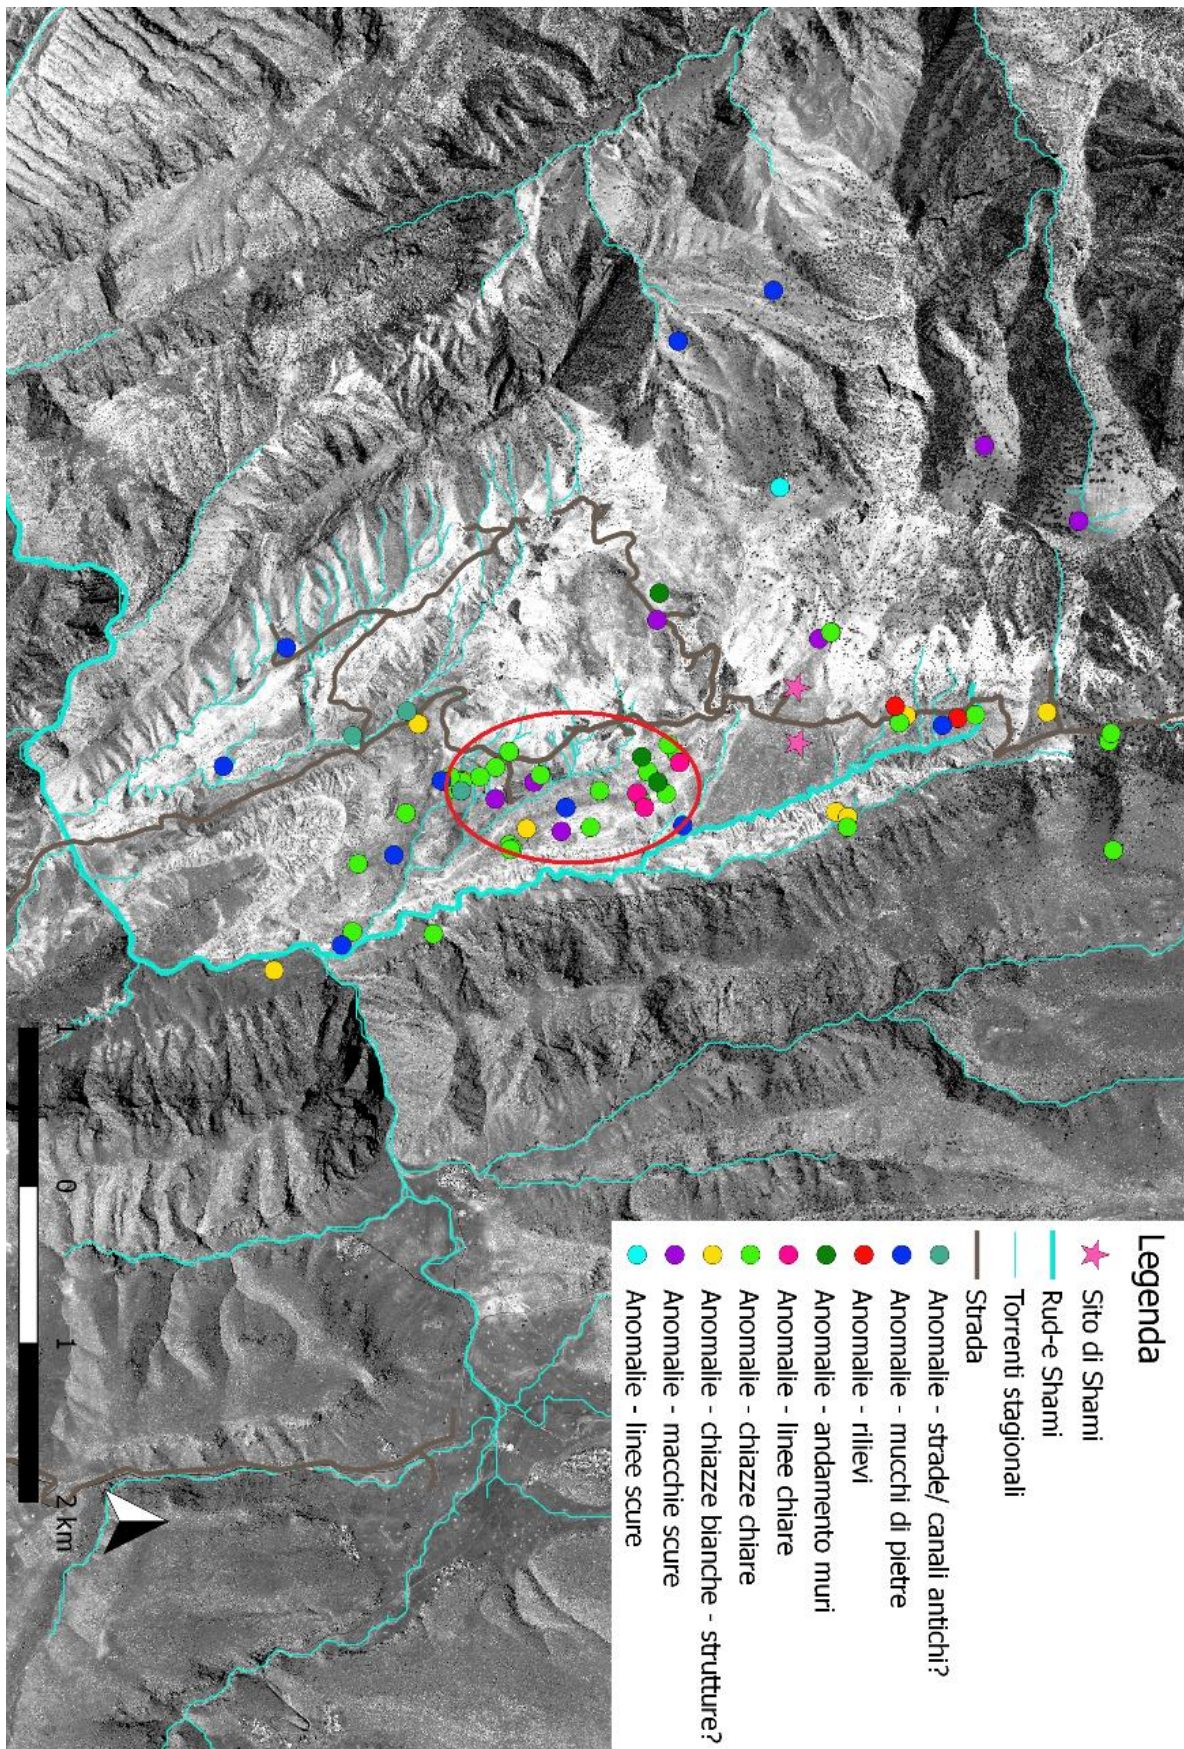 Legenda
Sito di Shami
Rud-e Shami
Torrenti stagionali
Strada
Anomalie - strade/ canali antichi?
Anomalie - mucchi di pietre
Anomalie - rilievi
Anomalie - andamento muri
Anomalie - linee chiare
Anomalie - chiazze chiare
Anomalie - chiazze bianche - strutture?
Anomalie - macchie scure
Anomalie - linee scure
1 0 1 2 km